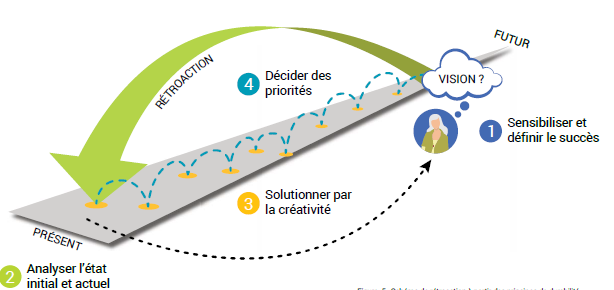 FUTUR
VISION ?
RÉTROACTION
4 Décider des
priorités
1 Sensibiliser et
définir le succès
3 Solutionner par
la créativité
PRÉSENT
2 Analyser l’état
initial et actuel